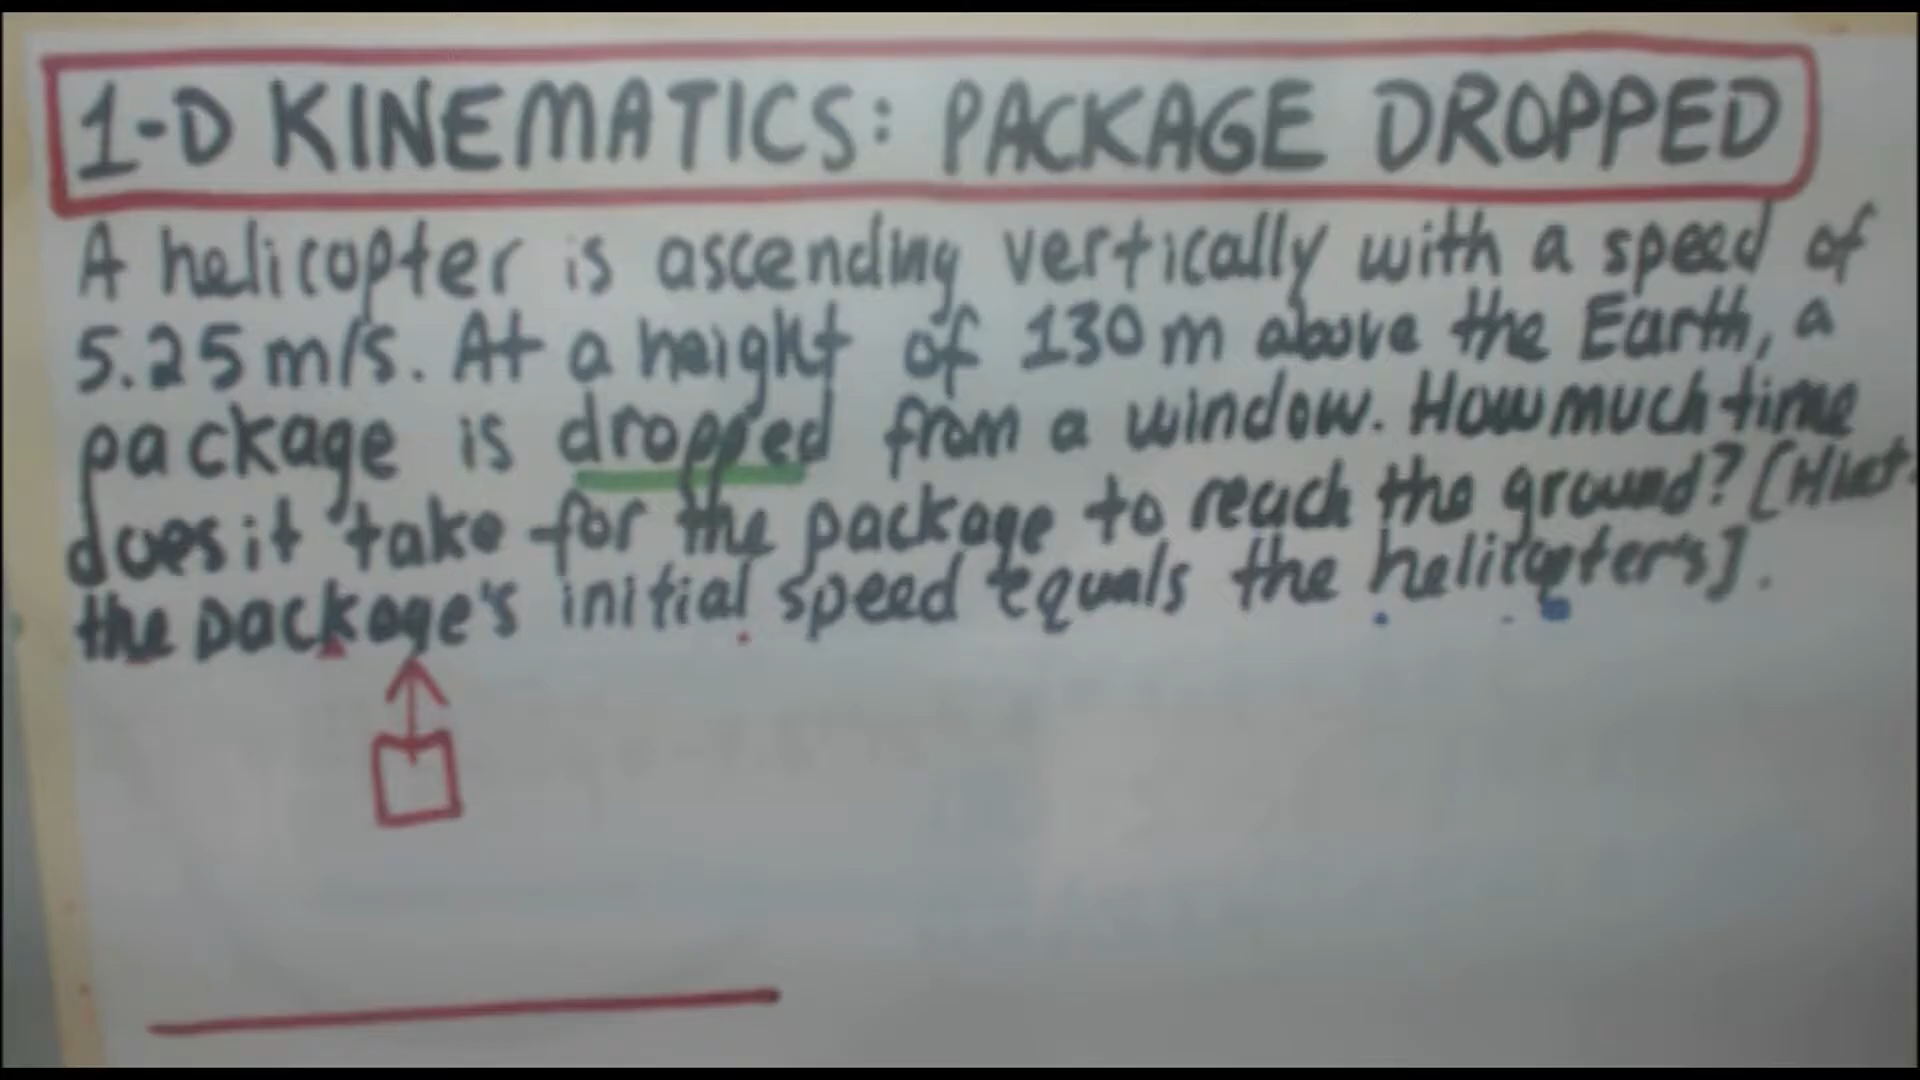 1-D KINEMATICS: PACKAGE DROPPED
A helicopter is ascending vertically with a speed of
5.25 m/s. At a height of 130 m above the Earth, a
package is dropped from a window. How much time
does it take for the package to reach the ground? [Hint:
the package's initial speed equals the helicopter's].